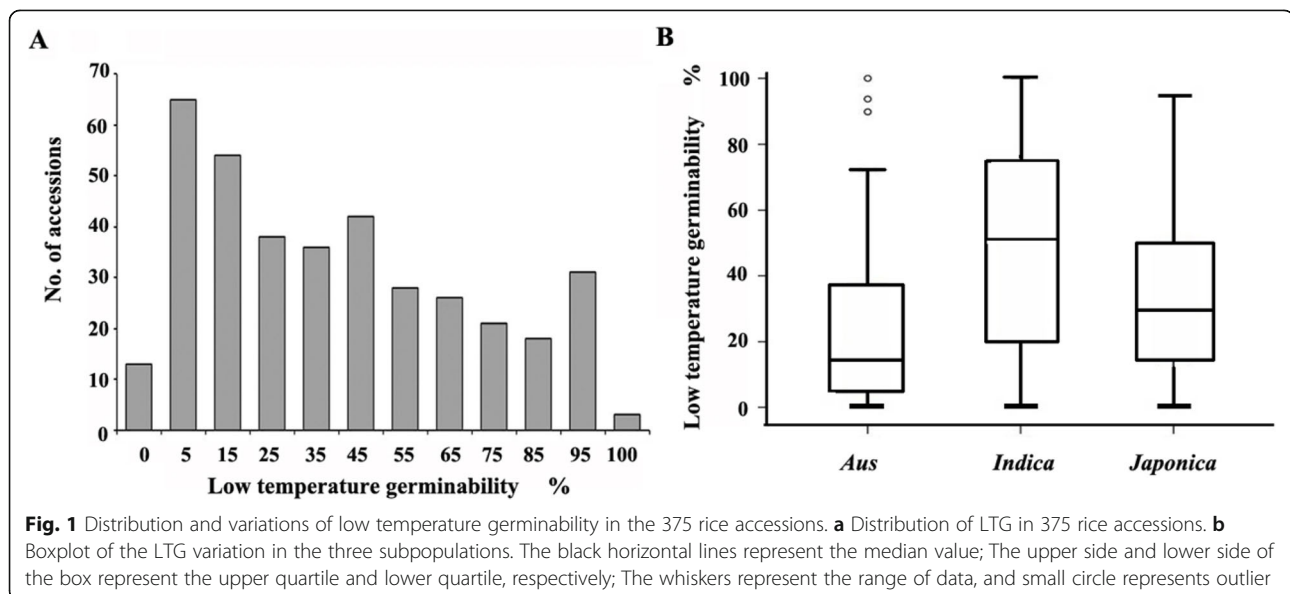 A
No. of accessions
70
60
50
40
30
20
10
0
0 5 15 25 35 45 55 65 75 85 95 100
Low temperature germinability %
B
Low temperature germinability %
100
80
60
40
20
0
Aus Indica Japonica
Fig. 1 Distribution and variations of low temperature germinability in the 375 rice accessions. a Distribution of LTG in 375 rice accessions. b
Boxplot of the LTG variation in the three subpopulations. The black horizontal lines represent the median value; The upper side and lower side of
the box represent the upper quartile and lower quartile, respectively; The whiskers represent the range of data, and small circle represents outlier